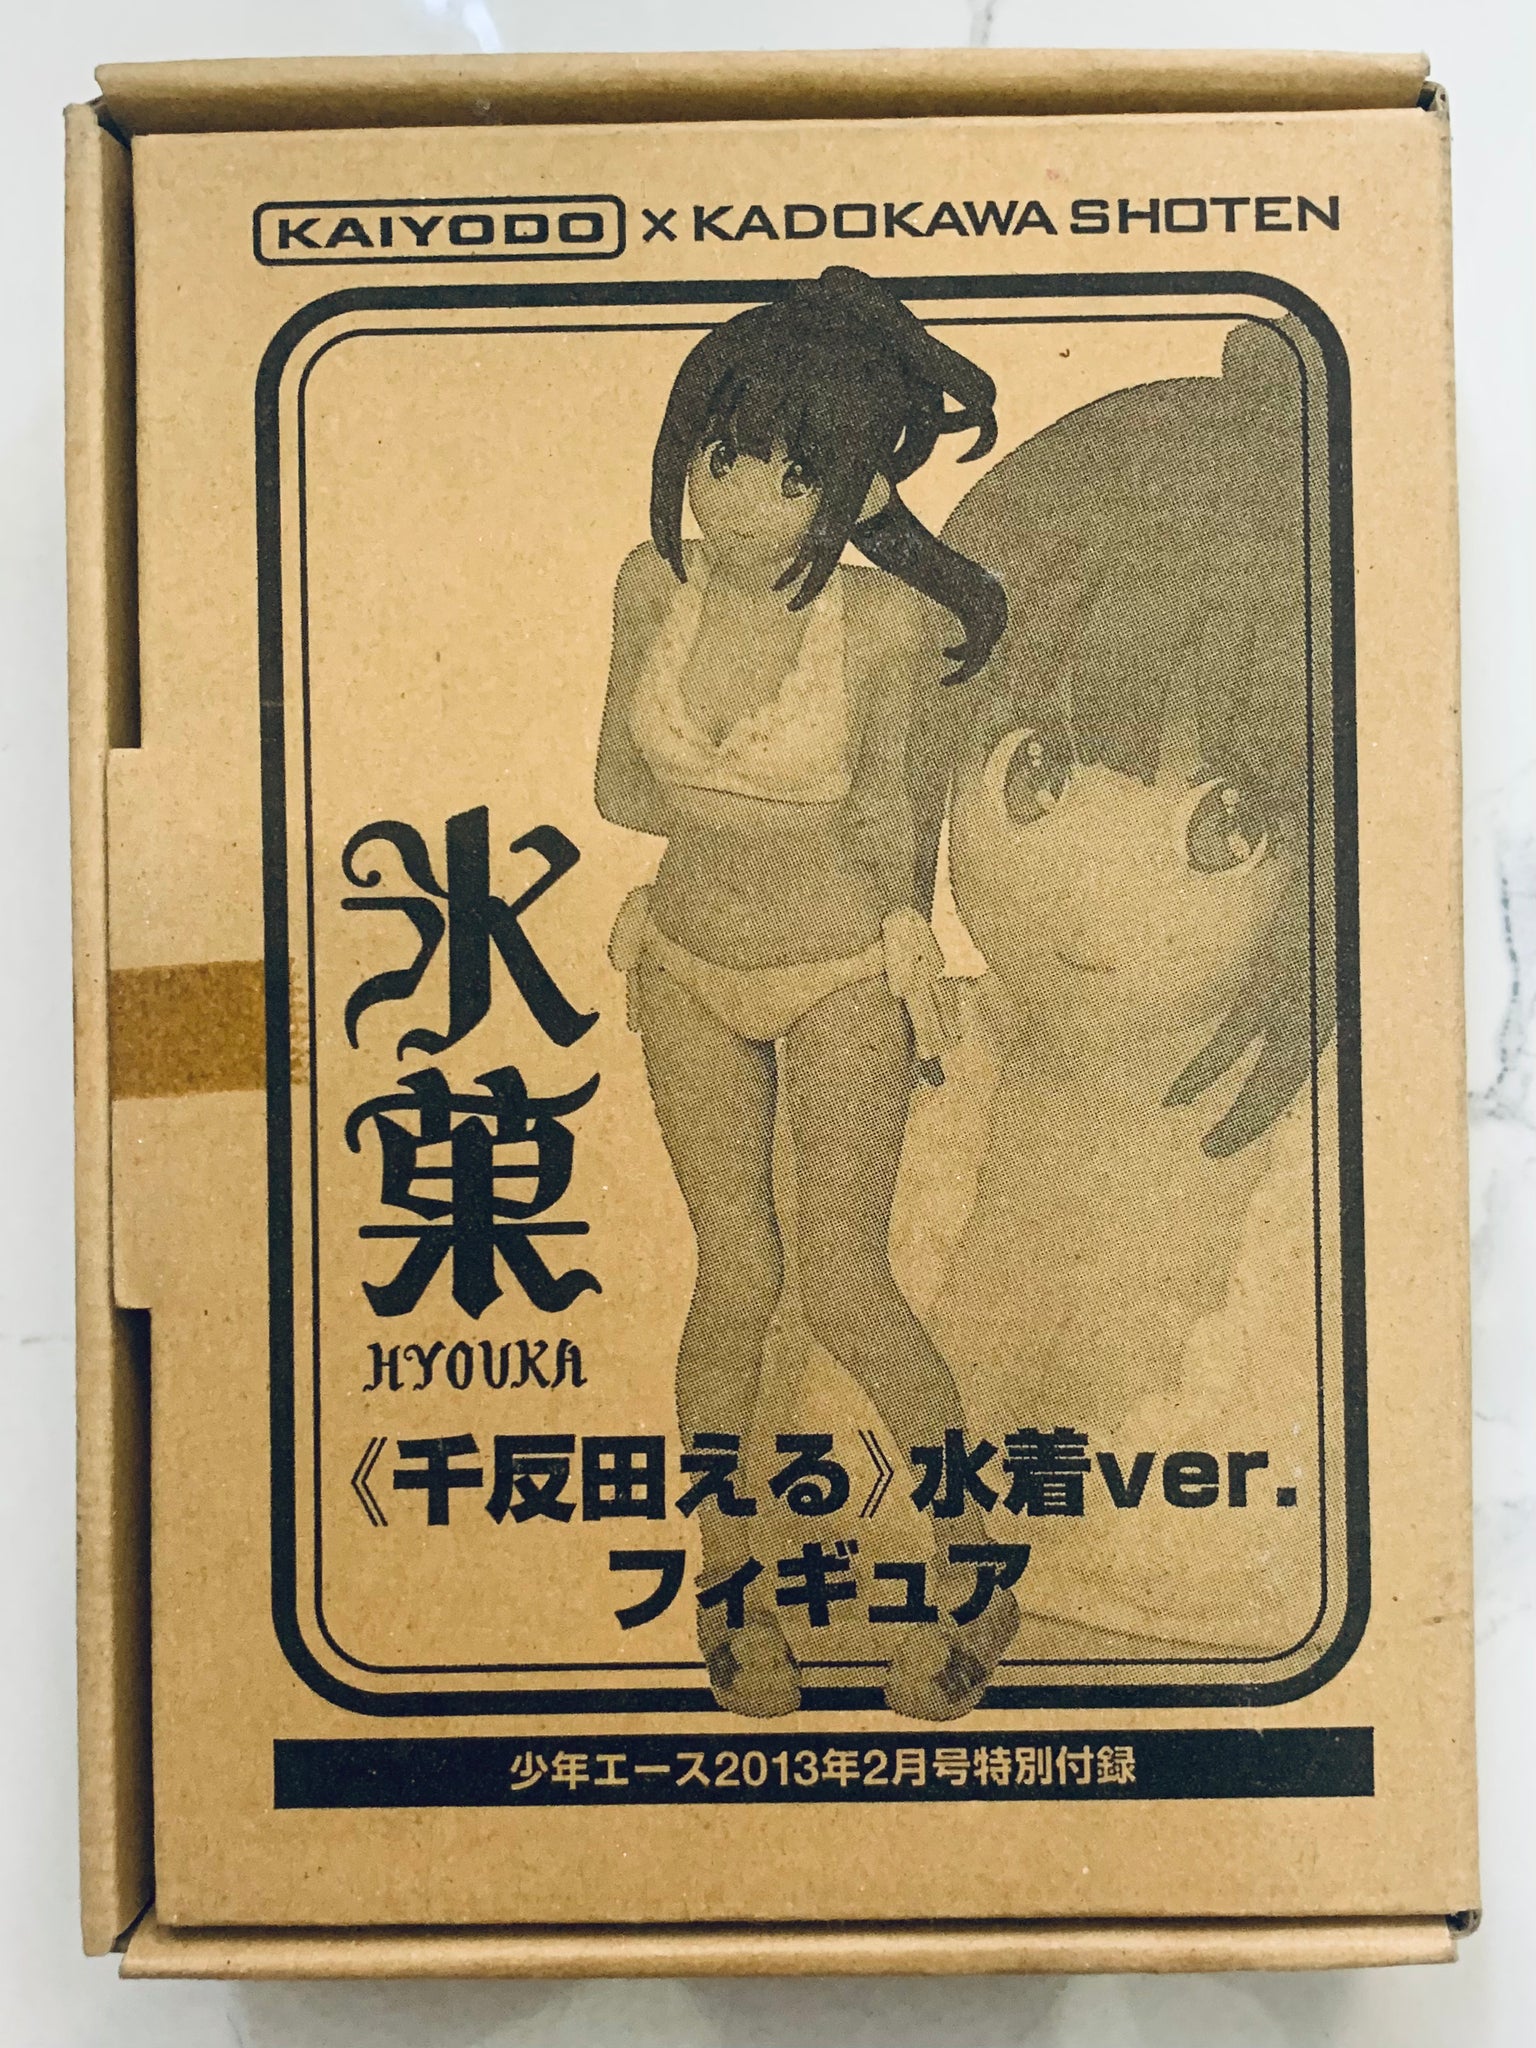 KAIYODO × KADOKAWA SHOTEN
氷菓
HYOUKA
《千反田える》水着ver.
フィギュア
少年エース2013年2月号特別付録